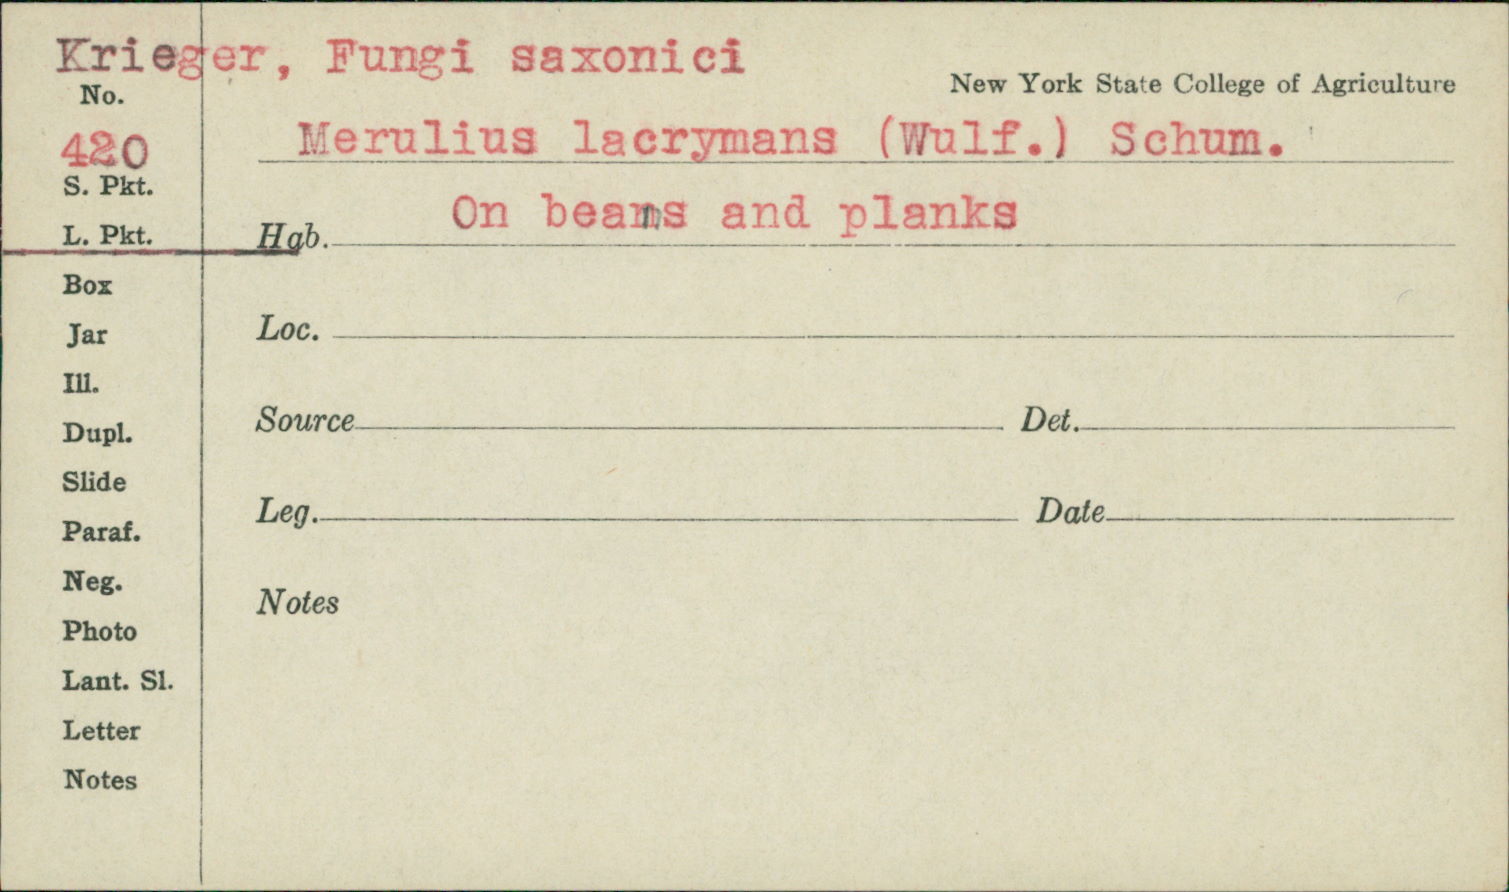 Krieger, Fungi saxonici
New York State College of Agriculture
No.
420
Merulius lacrymans (Wulf.) Schum.
S. Pkt.
On beams and planks
L. Pkt.
Hab.
Box
Loc.
Jar
Ill.
Source Det.
Dupl.
Slide
Leg. Date
Paraf.
Neg.
Notes
Photo
Lant. Sl.
Letter
Notes